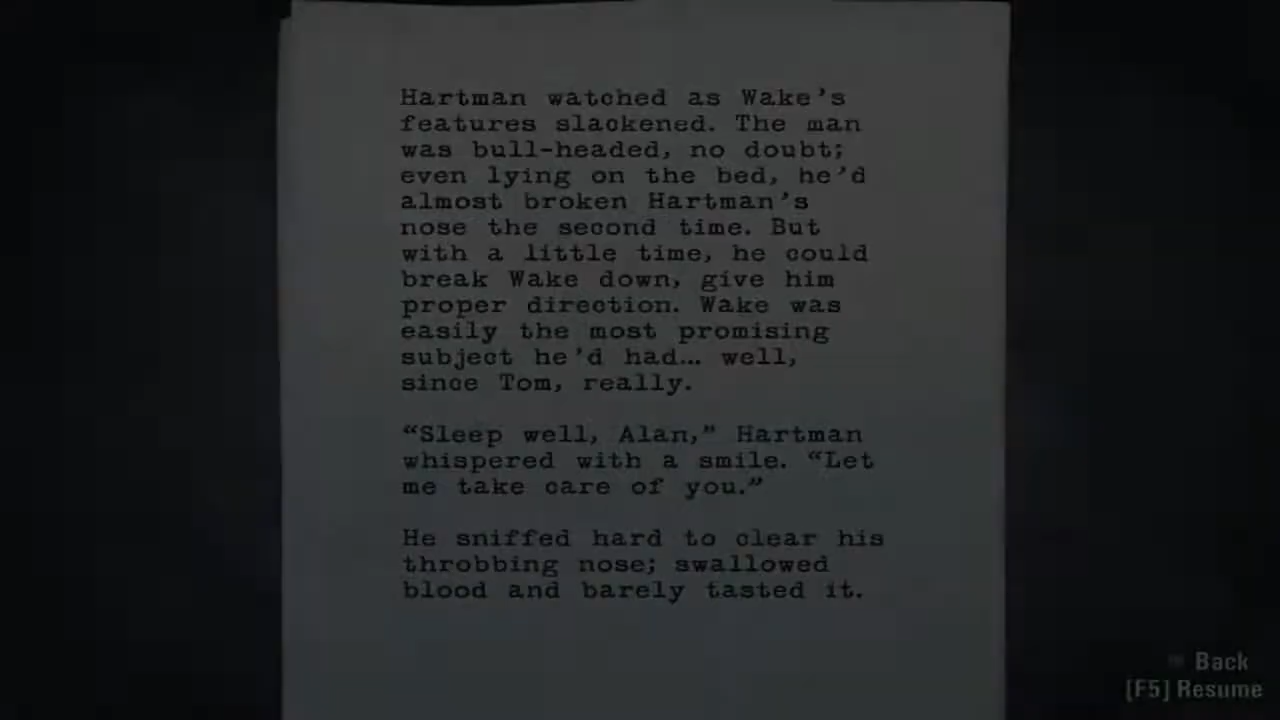 Hartman watched as Wake's
features slackened. The man
was bull-headed, no doubt;
even lying on the bed, he'd
almost broken Hartman's
nose the second time. But
with a little time, he could
break Wake down, give him
proper direction. Wake was
easily the most promising
subject he'd had… well,
since Tom, really.
“Sleep well, Alan,” Hartman
whispered with a smile. “Let
me take care of you.”
He sniffed hard to clear his
throbbing nose; swallowed
blood and barely tasted it.
Back
[F5] Resume